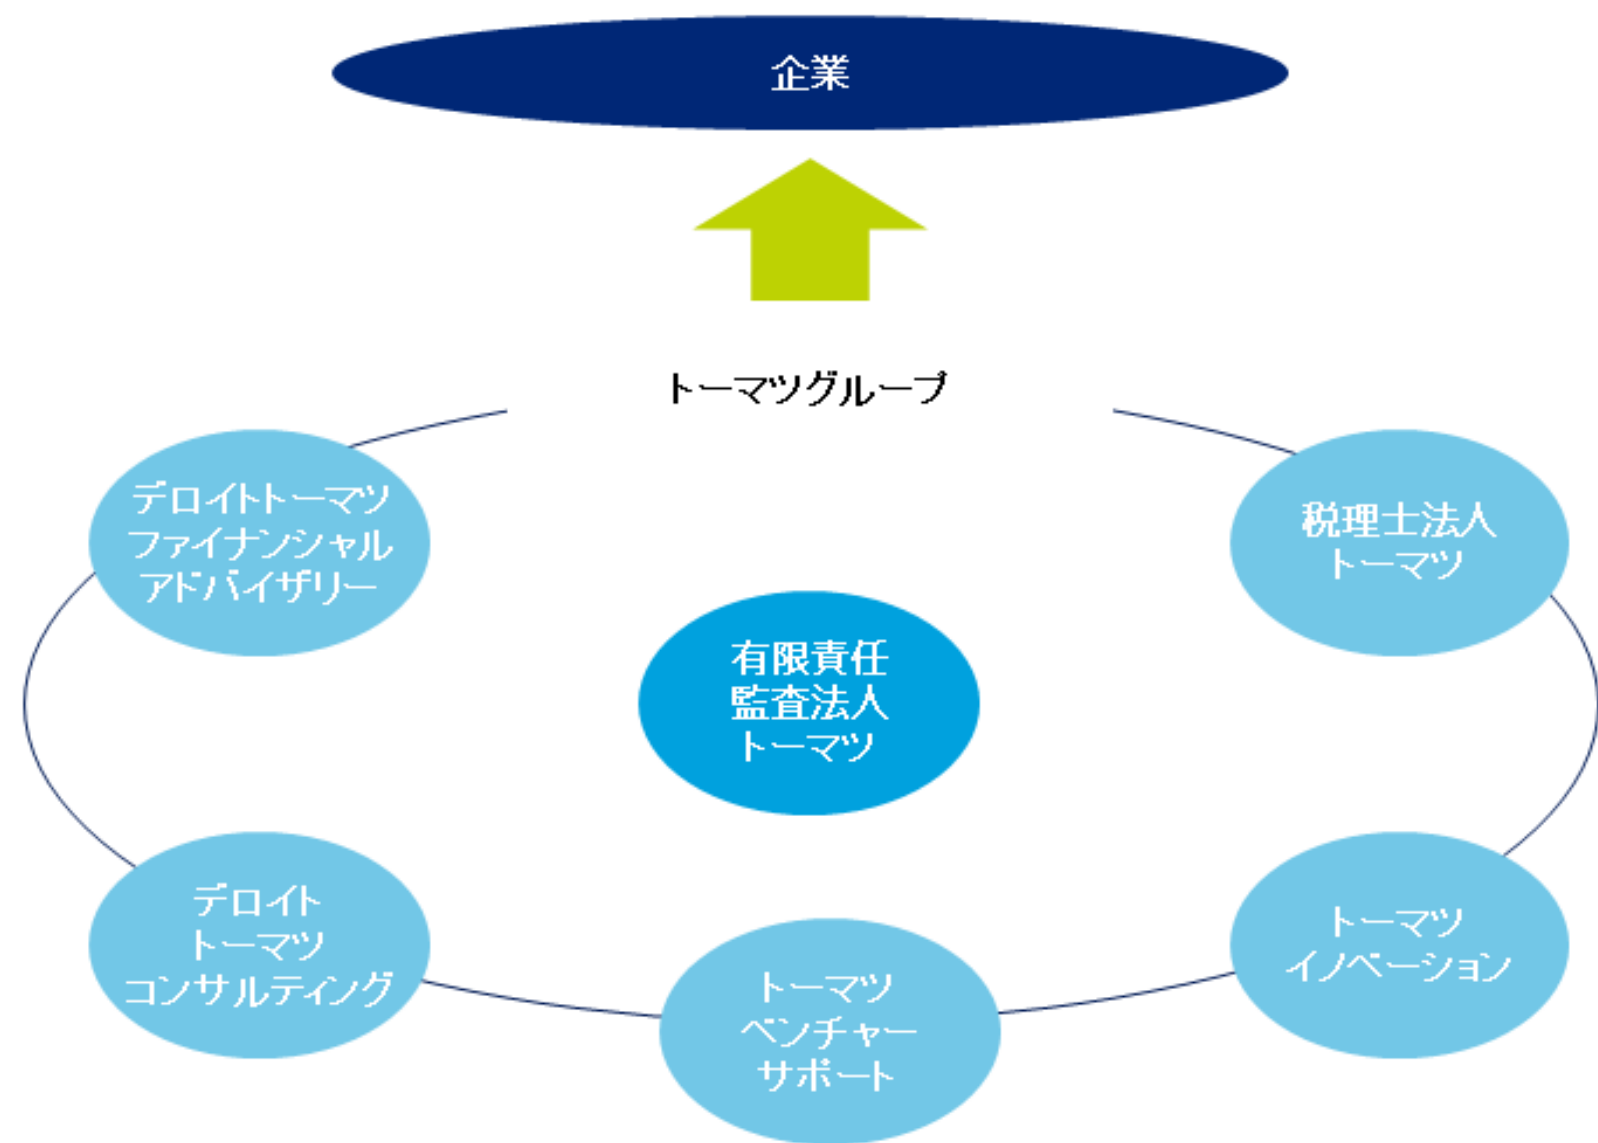 企業
トーマツグループ
デロイトトーマツ
ファイナンシャル
アドバイザリー
税理士法人
トーマツ
有限責任
監査法人
トーマツ
デロイト
トーマツ
コンサルティング
トーマツ
ベンチャー
サポート
トーマツ
イノベーション